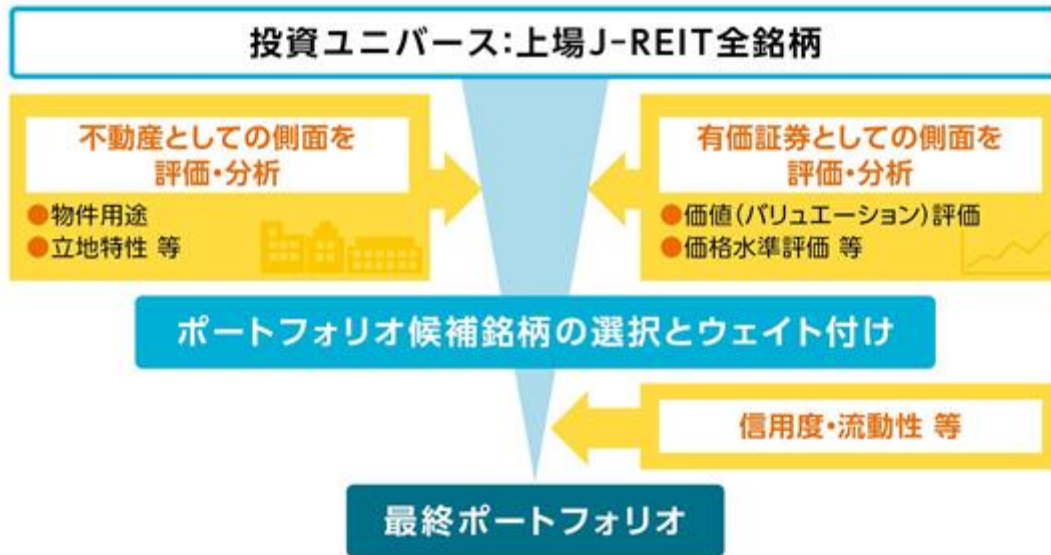 投資ユニバース:上場J-REIT全銘柄
不動産としての側面を
評価・分析
●物件用途
●立地特性 等
有価証券としての側面を
評価・分析
●価値(バリュエーション)評価
●価格水準評価 等
ポートフォリオ候補銘柄の選択とウェイト付け
信用度・流動性 等
最終ポートフォリオ